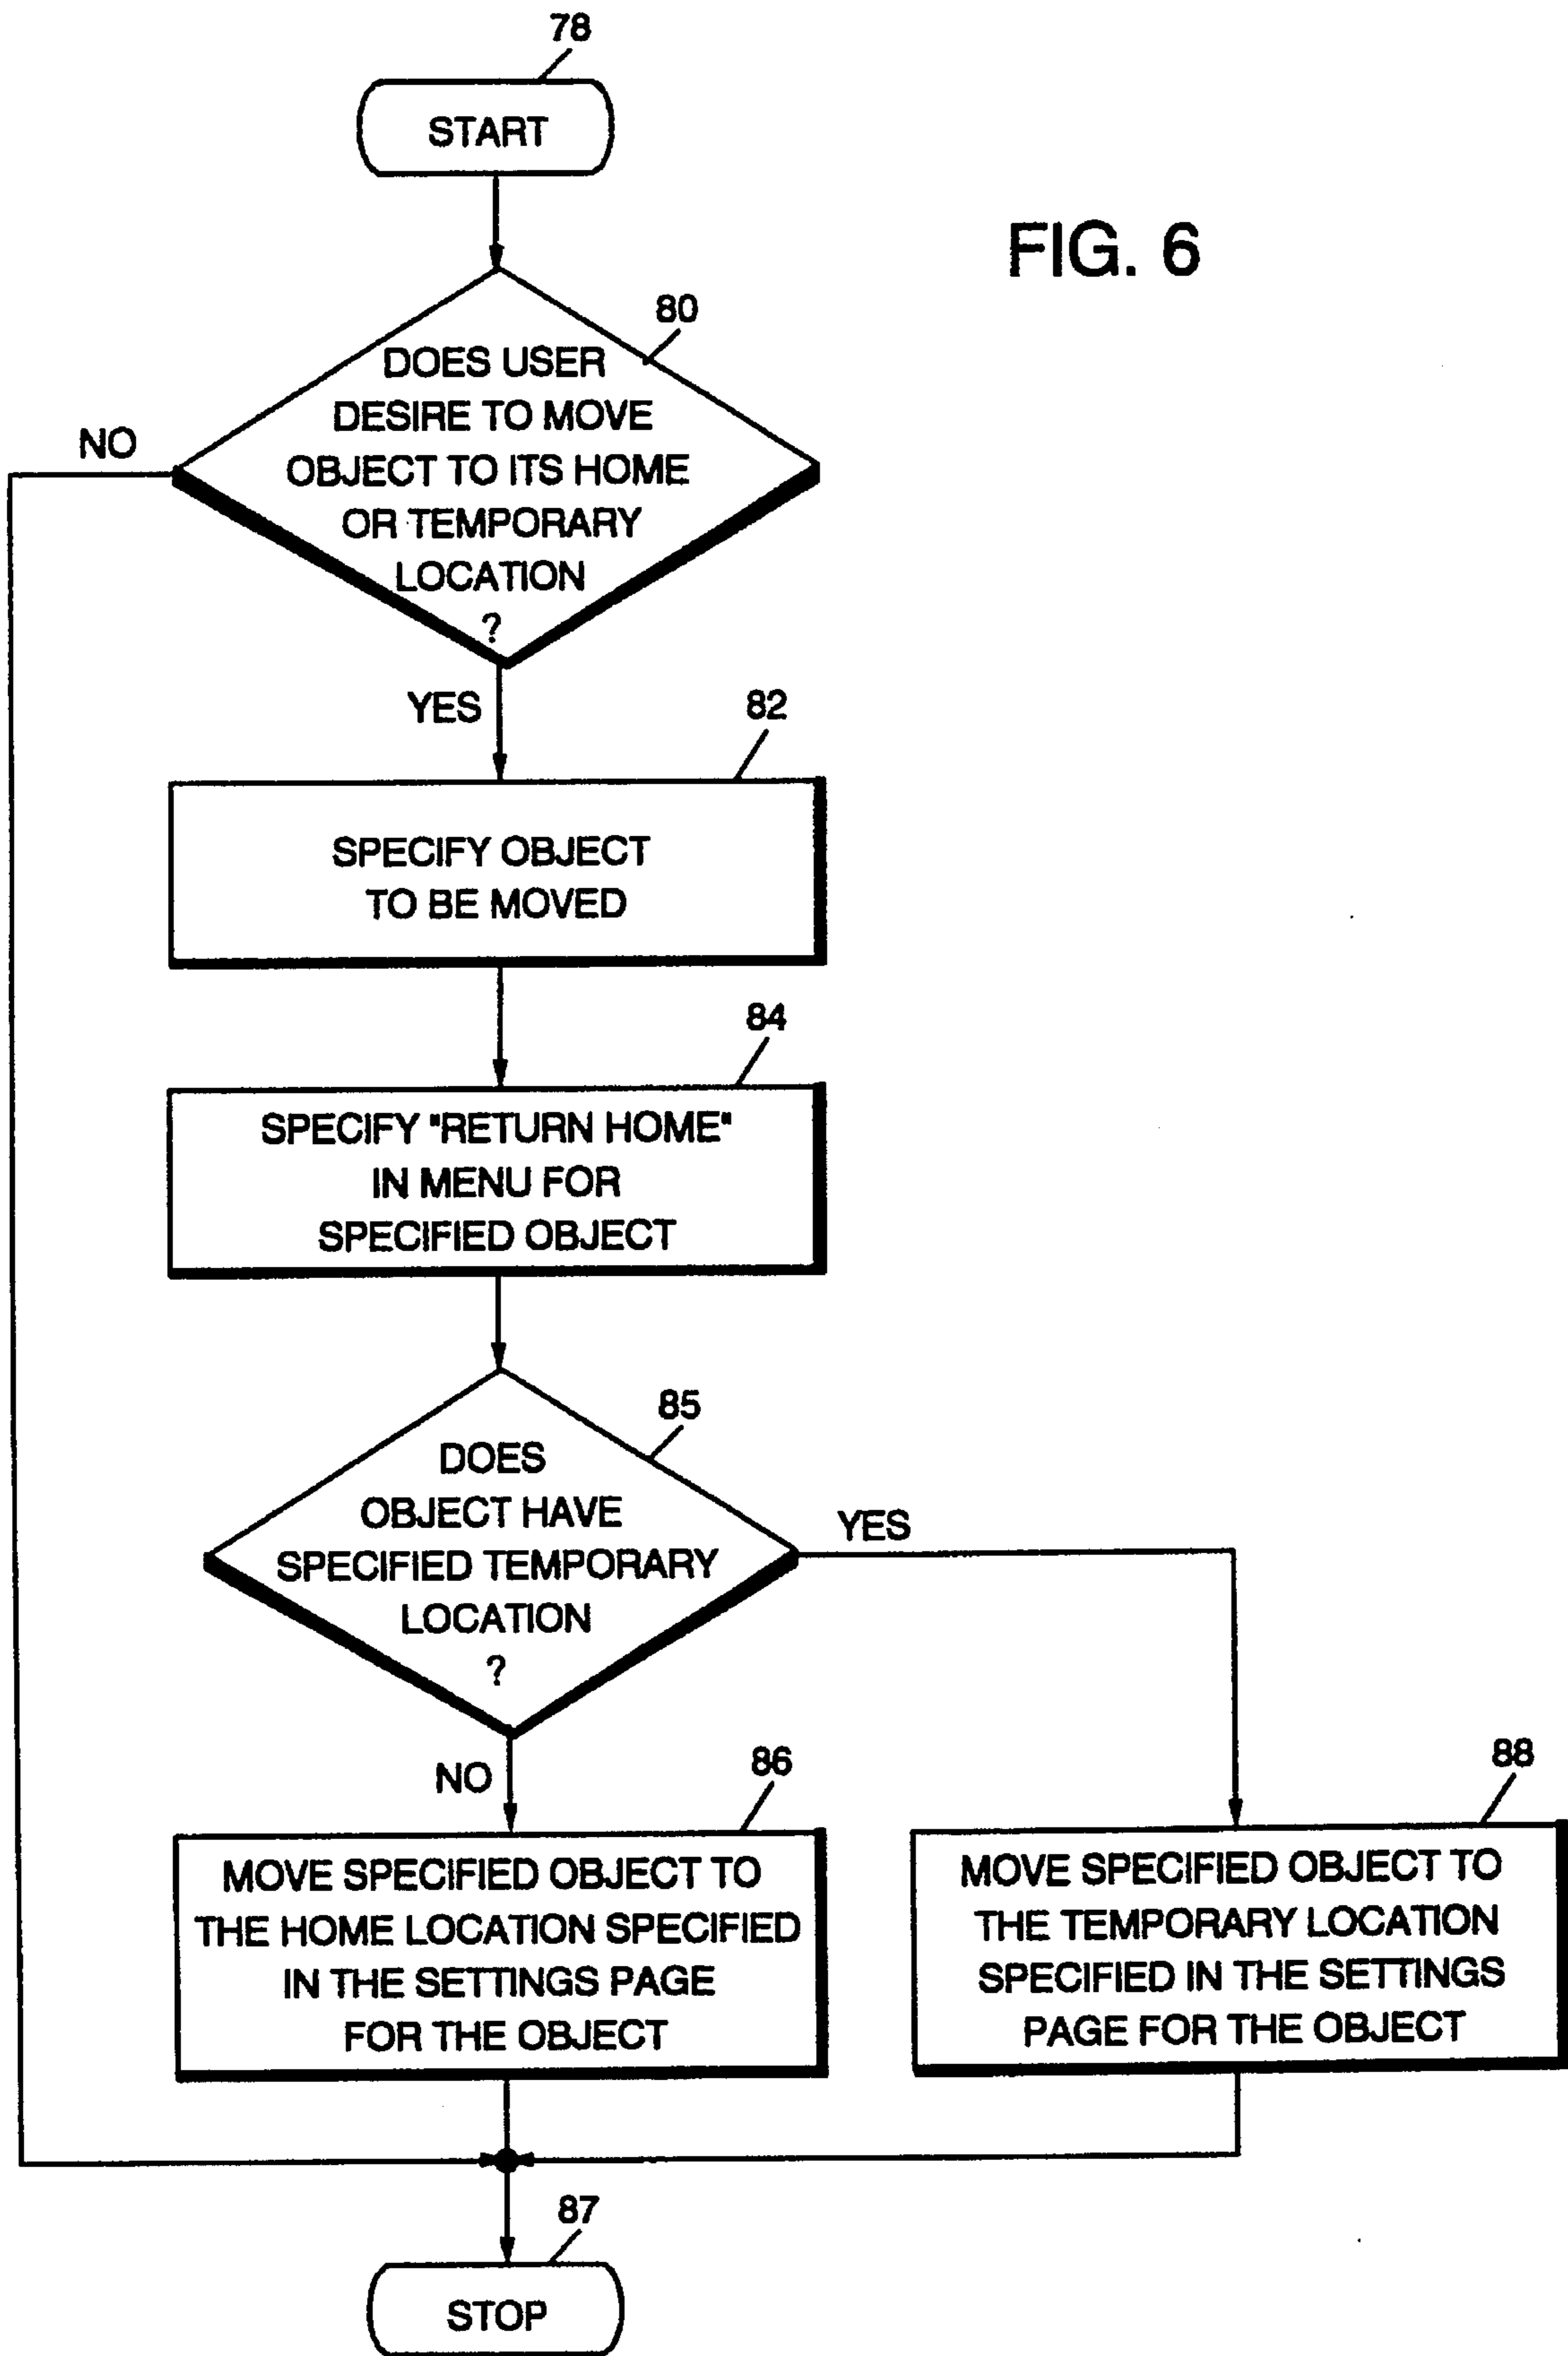 78
START
FIG. 6
80
DOES USER
DESIRE TO MOVE
OBJECT TO ITS HOME
OR TEMPORARY
LOCATION
?
NO
YES
82
SPECIFY OBJECT
TO BE MOVED
84
SPECIFY "RETURN HOME"
IN MENU FOR
SPECIFIED OBJECT
85
DOES
OBJECT HAVE
SPECIFIED TEMPORARY
LOCATION
?
YES
NO
86
MOVE SPECIFIED OBJECT TO
THE HOME LOCATION SPECIFIED
IN THE SETTINGS PAGE
FOR THE OBJECT
88
MOVE SPECIFIED OBJECT TO
THE TEMPORARY LOCATION
SPECIFIED IN THE SETTINGS
PAGE FOR THE OBJECT
87
STOP